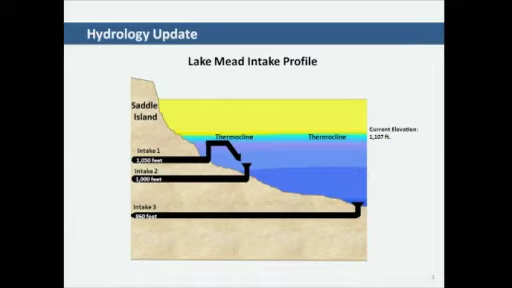 Hydrology Update
Lake Mead Intake Profile
Saddle
Island
Thermocline
Thermocline
Current Elevation:
1,107 ft.
Intake 1
1,050 feet
Intake 2
1,000 feet
Intake 3
860 feet